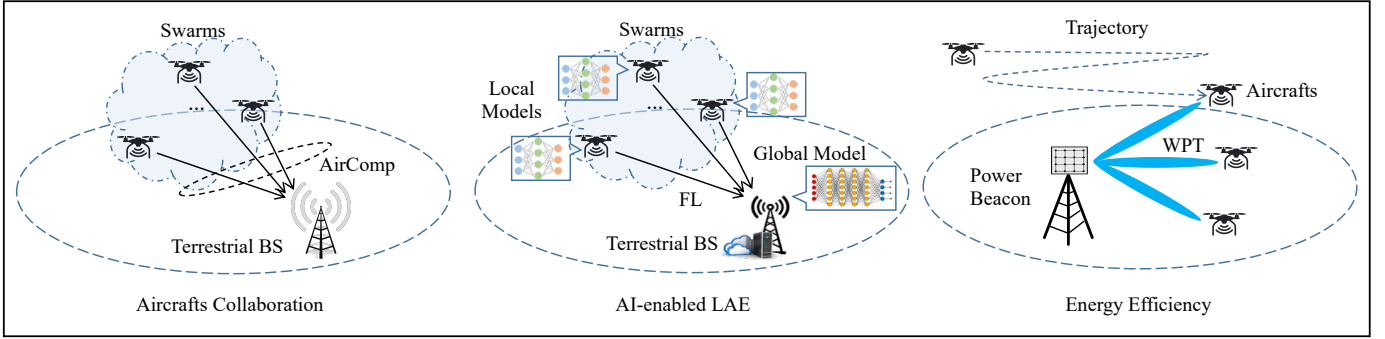 Swarms
...
AirComp
Terrestrial BS
Aircrafts Collaboration
Swarms
Local
Models
...
Global Model
FL
Terrestrial BS
AI-enabled LAE
Trajectory
Aircrafts
WPT
Power
Beacon
Energy Efficiency